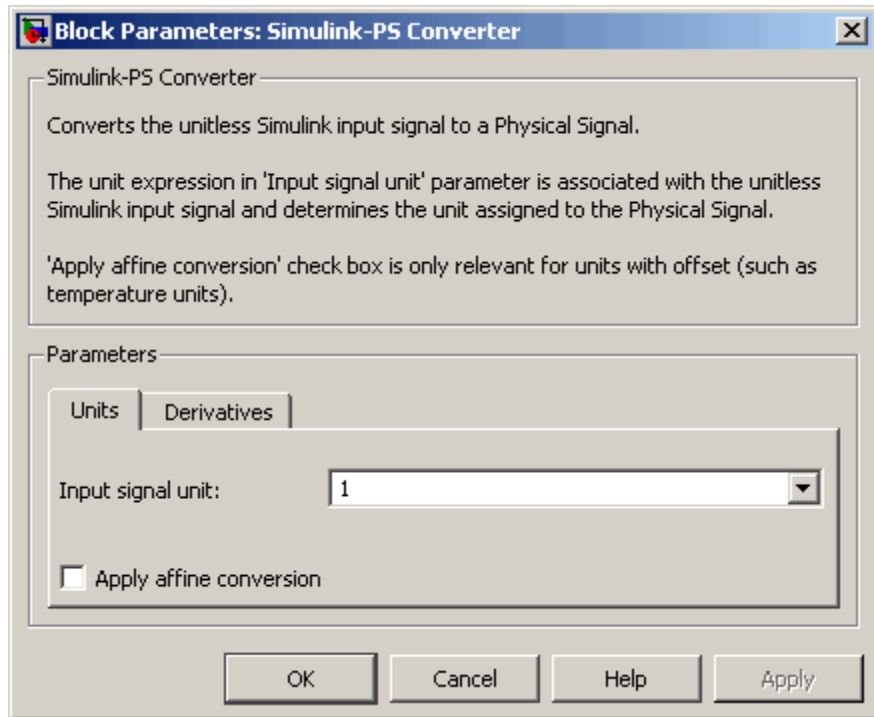 Block Parameters: Simulink-PS Converter
Simulink-PS Converter
Converts the unitless Simulink input signal to a Physical Signal.
The unit expression in 'Input signal unit' parameter is associated with the unitless
Simulink input signal and determines the unit assigned to the Physical Signal.
'Apply affine conversion' check box is only relevant for units with offset (such as
temperature units).
Parameters
Units Derivatives
Input signal unit: 1
Apply affine conversion
OK Cancel Help Apply